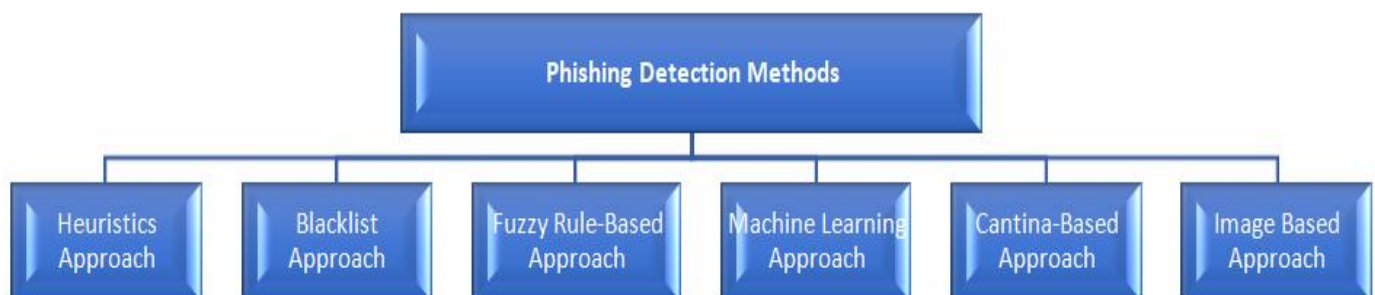 Phishing Detection Methods
Heuristics
Approach
Blacklist
Approach
Fuzzy Rule-Based
Approach
Machine Learning
Approach
Cantina-Based
Approach
Image Based
Approach